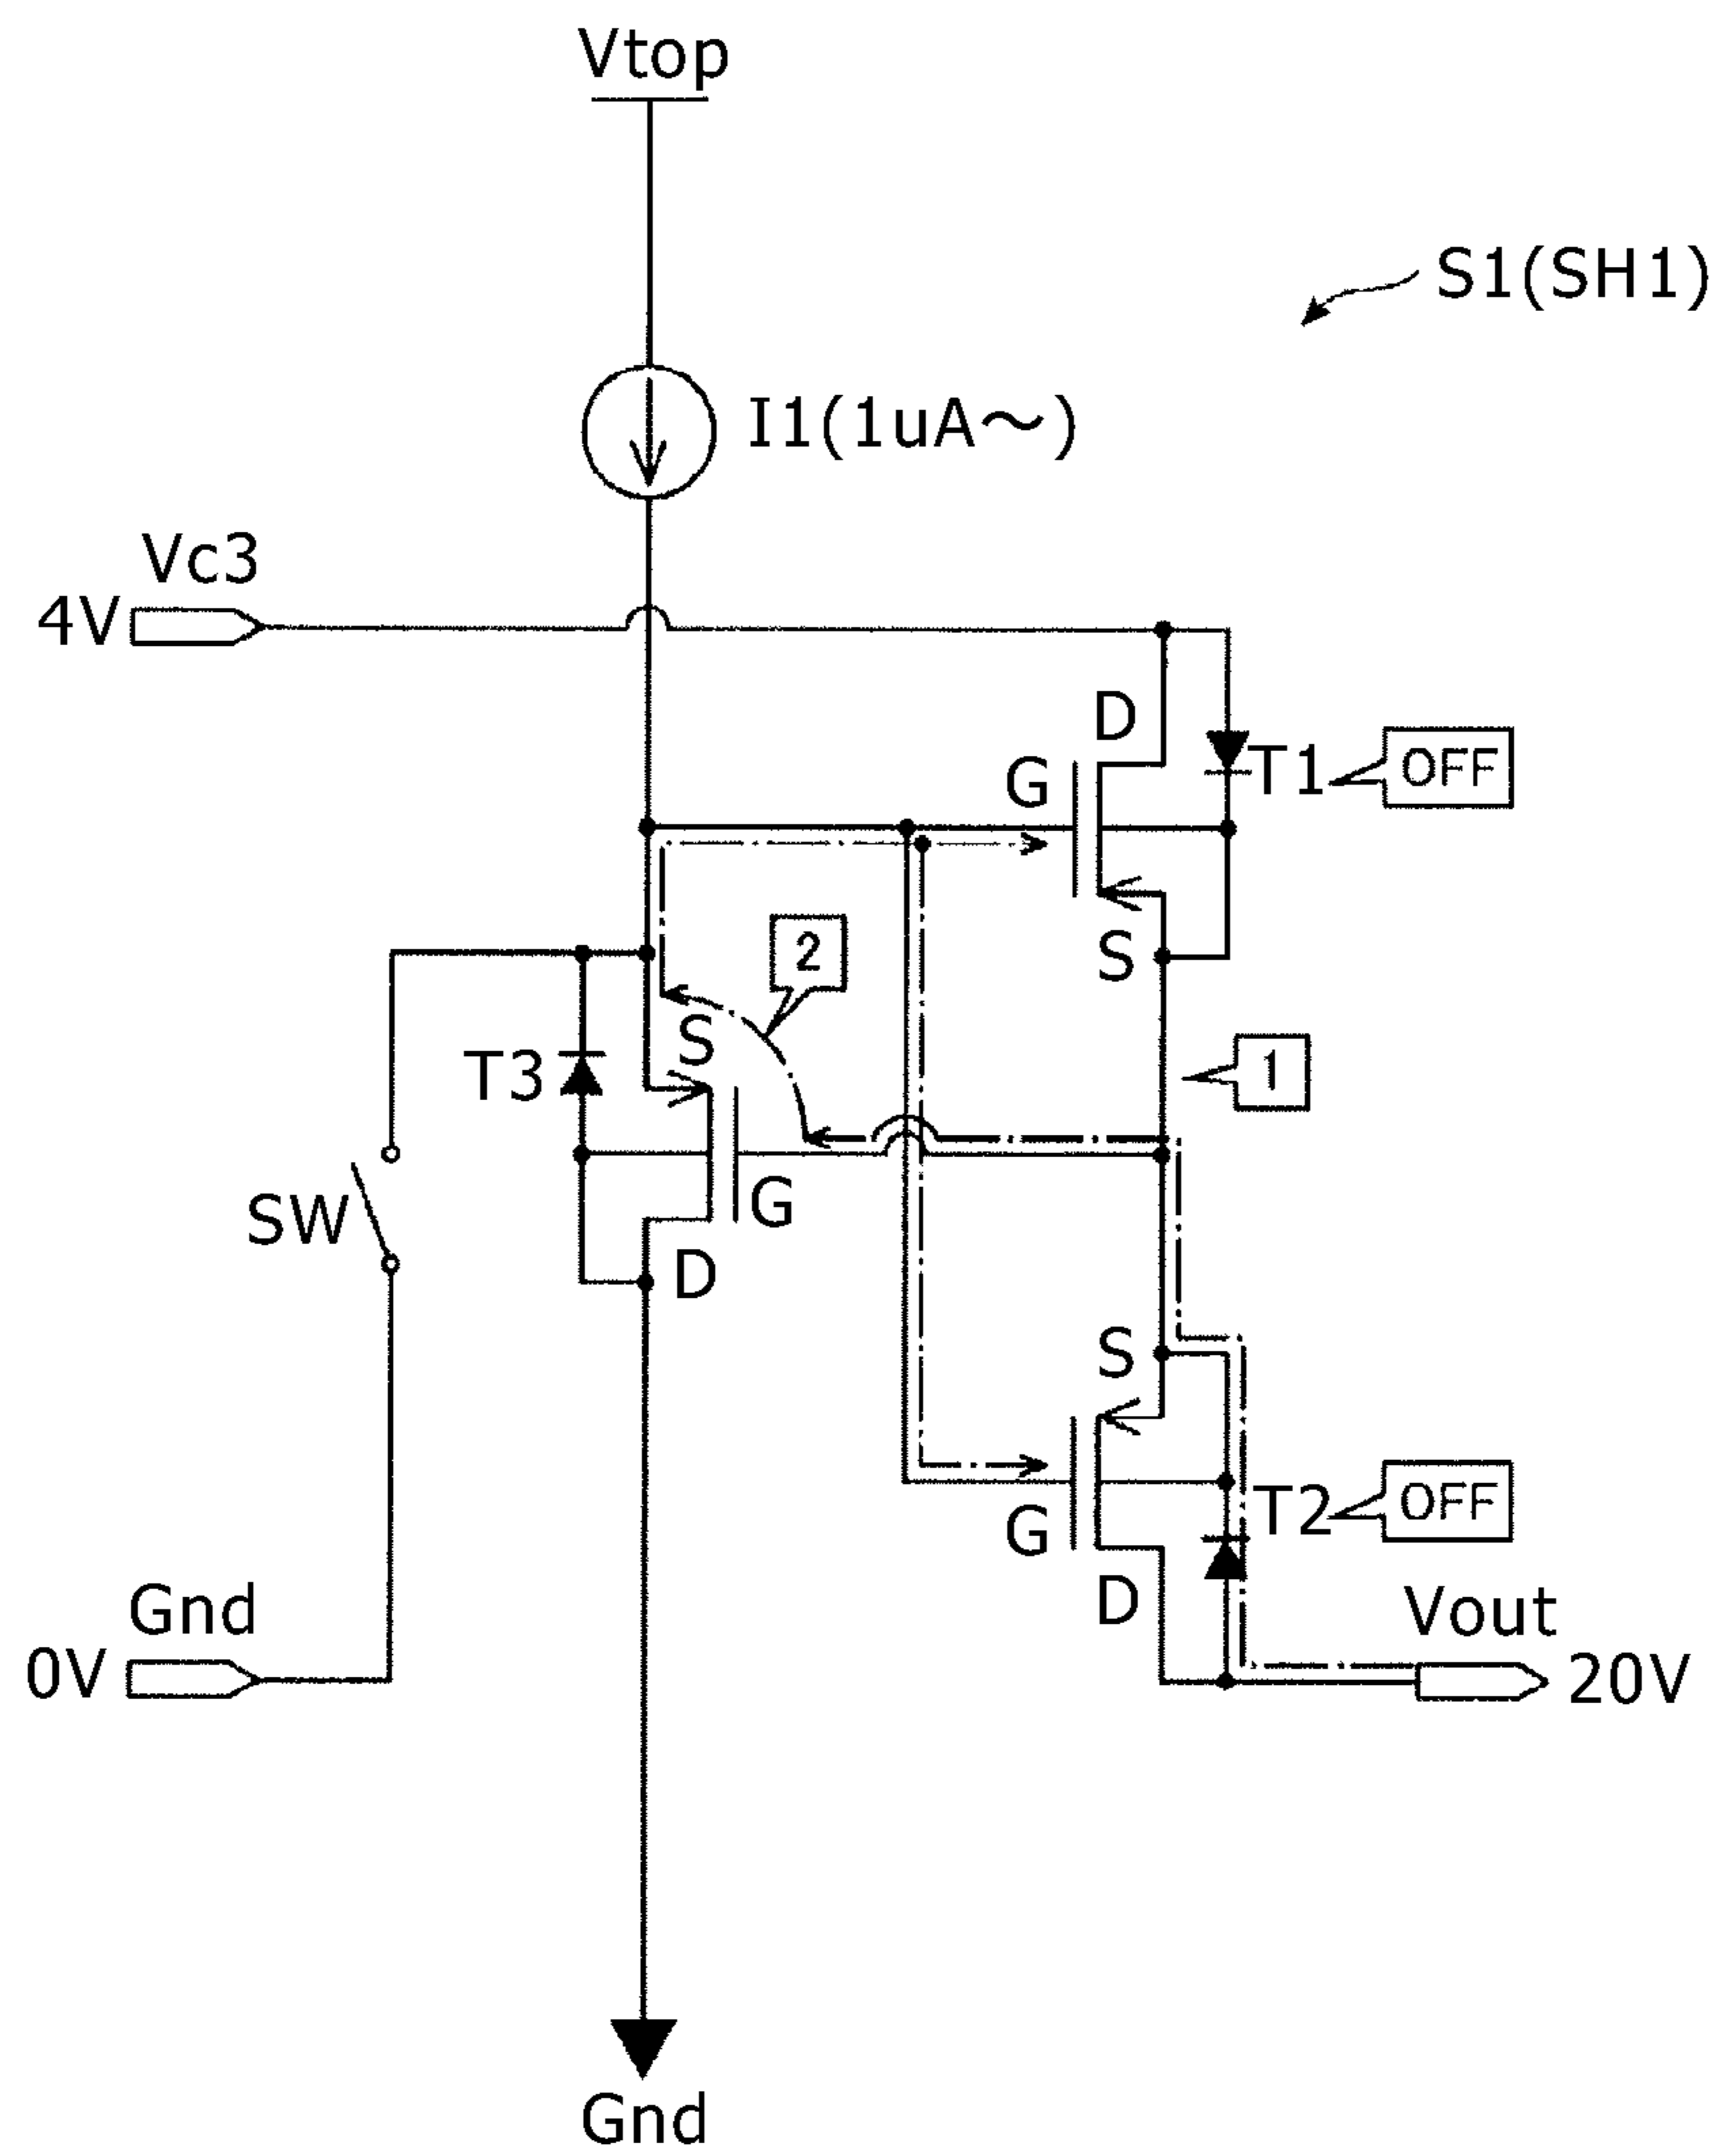 Vtop
S1(SH1)
I1(1uA～)
Vc3
4V
D
G
T1
OFF
S
2
S
T3
1
SW
G
D
S
G
T2
OFF
D
Gnd
0V
Vout
20V
Gnd